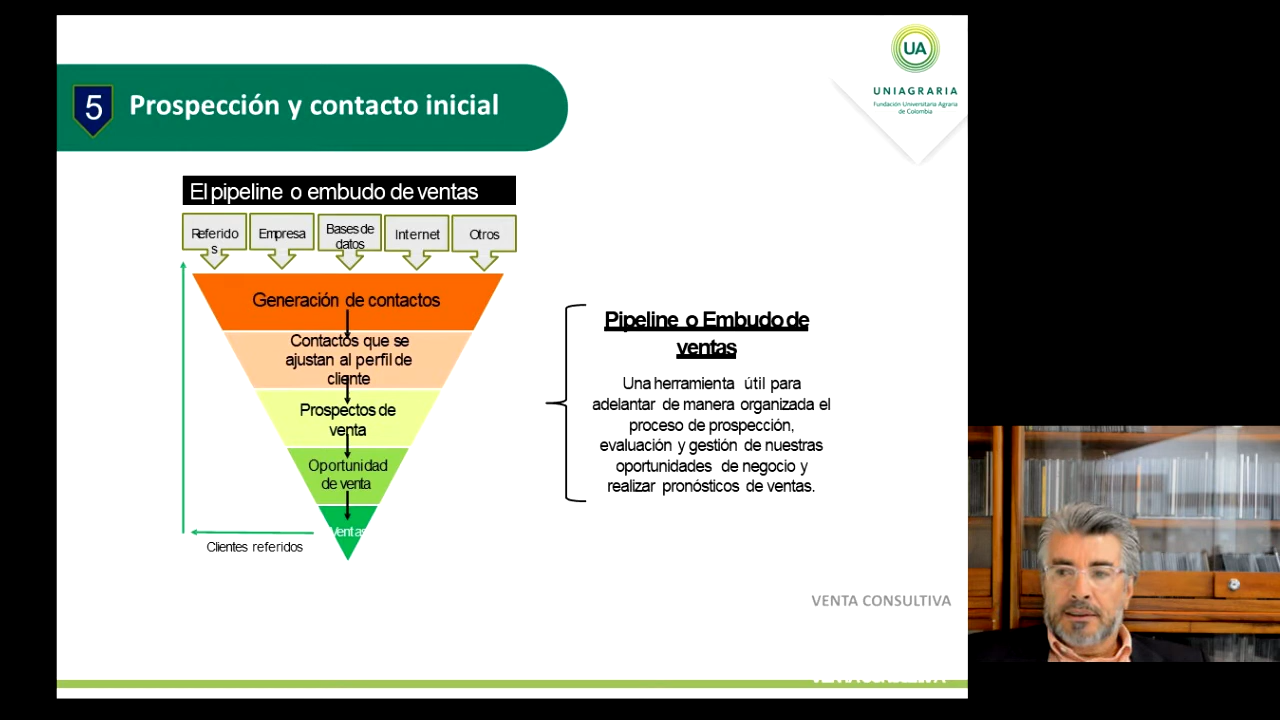 UA
UNIAGRARIA
Fundación Universitaria Agraria
de Colombia
5
Prospección y contacto inicial
El pipeline o embudo de ventas
Referido
s
Empresa
Bases de
datos
Internet
Otros
Generación de contactos
Contactos que se
ajustan al perfil de
cliente
Prospectos de
venta
Oportunidad
de venta
Ventas
Clientes referidos
Pipeline o Embudo de
ventas
Una herramienta útil para
adelantar de manera organizada el
proceso de prospección,
evaluación y gestión de nuestras
oportunidades de negocio y
realizar pronósticos de ventas.
VENTA CONSULTIVA
VENTA CONSULTIVA